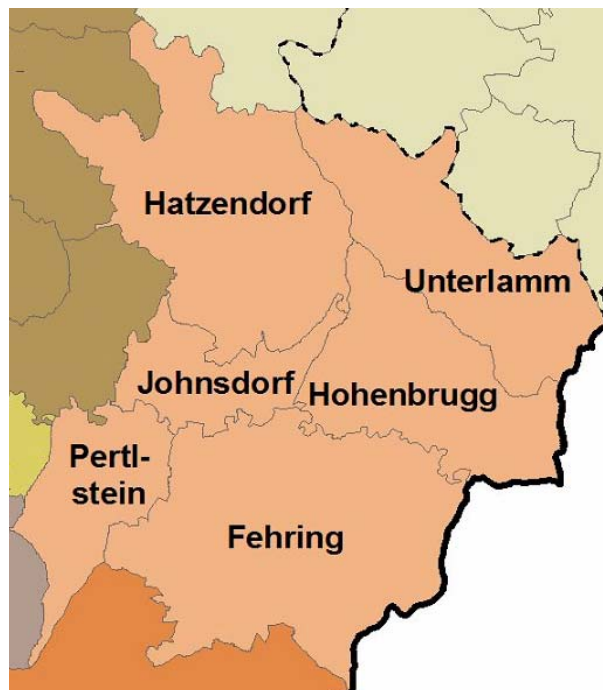 Hatzendorf
Unterlamm
Johnsdorf
Hohenbrugg
Pertl-
stein
Fehring